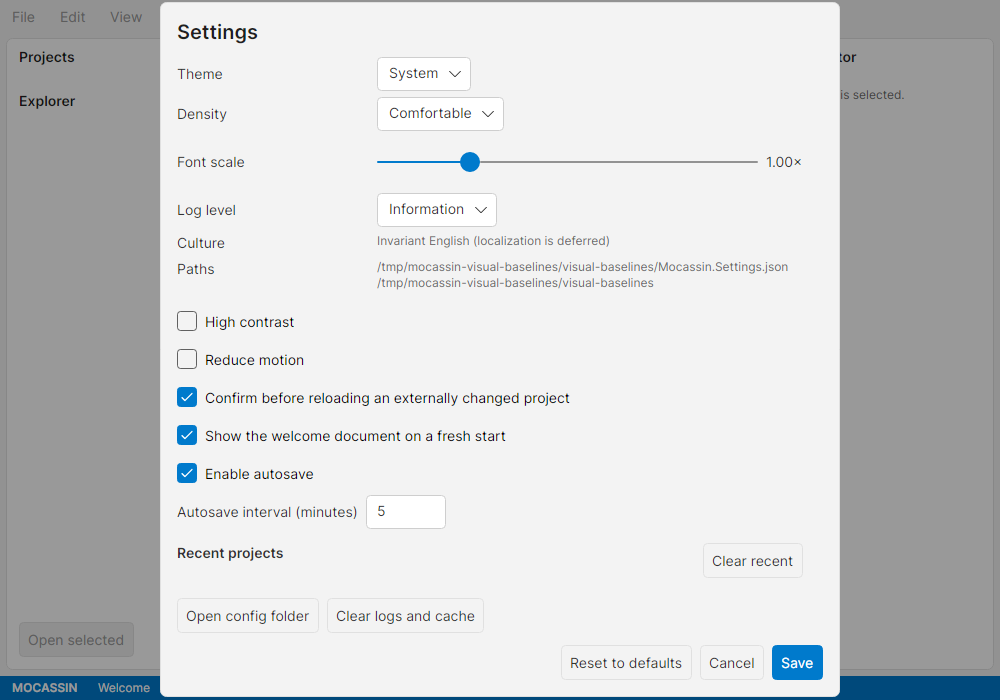 File Edit View
Projects
Explorer
Open selected
MOCASSIN Welcome
Settings
Theme System
Density Comfortable
Font scale 1.00×
Log level Information
Culture Invariant English (localization is deferred)
Paths /tmp/mocassin-visual-baselines/visual-baselines/Mocassin.Settings.json
/tmp/mocassin-visual-baselines/visual-baselines
High contrast
Reduce motion
Confirm before reloading an externally changed project
Show the welcome document on a fresh start
Enable autosave
Autosave interval (minutes) 5
Recent projects Clear recent
Open config folder Clear logs and cache
Reset to defaults Cancel Save
tor
is selected.